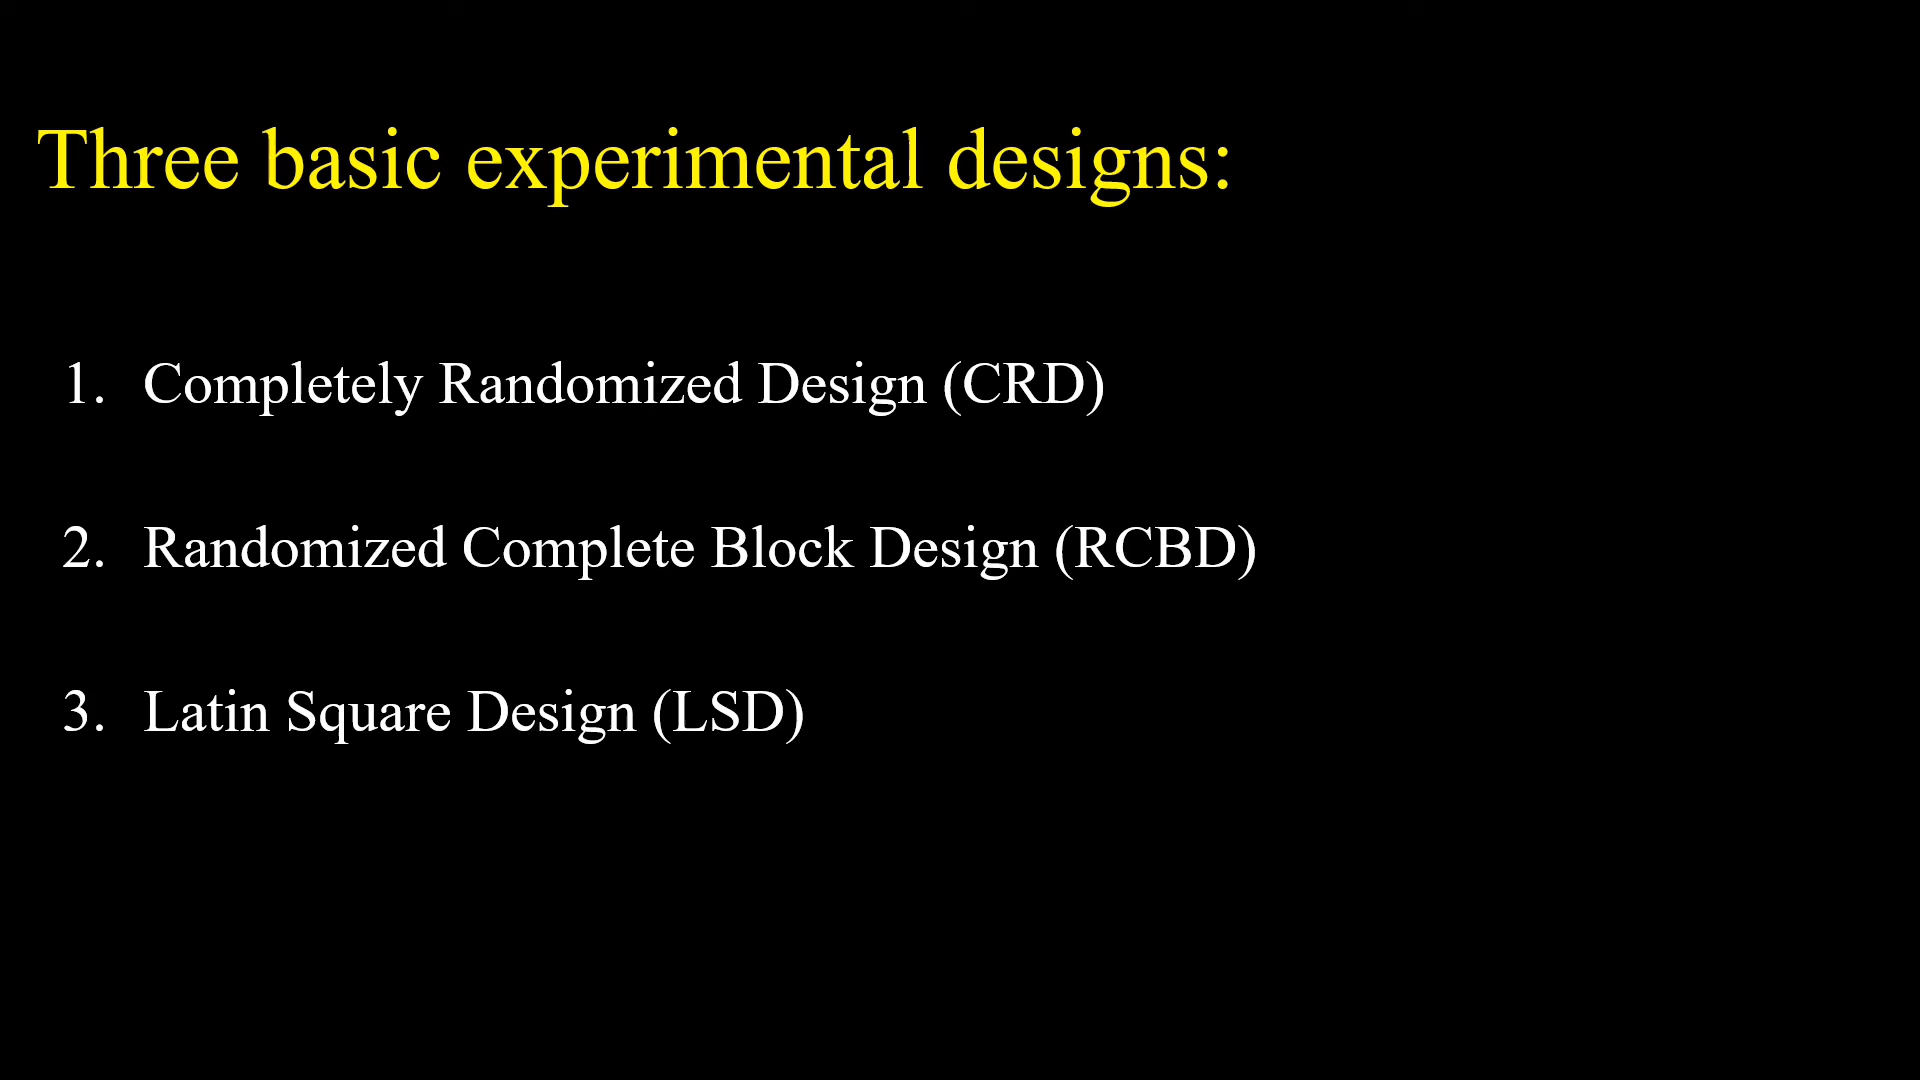 Three basic experimental designs:
1. Completely Randomized Design (CRD)
2. Randomized Complete Block Design (RCBD)
3. Latin Square Design (LSD)